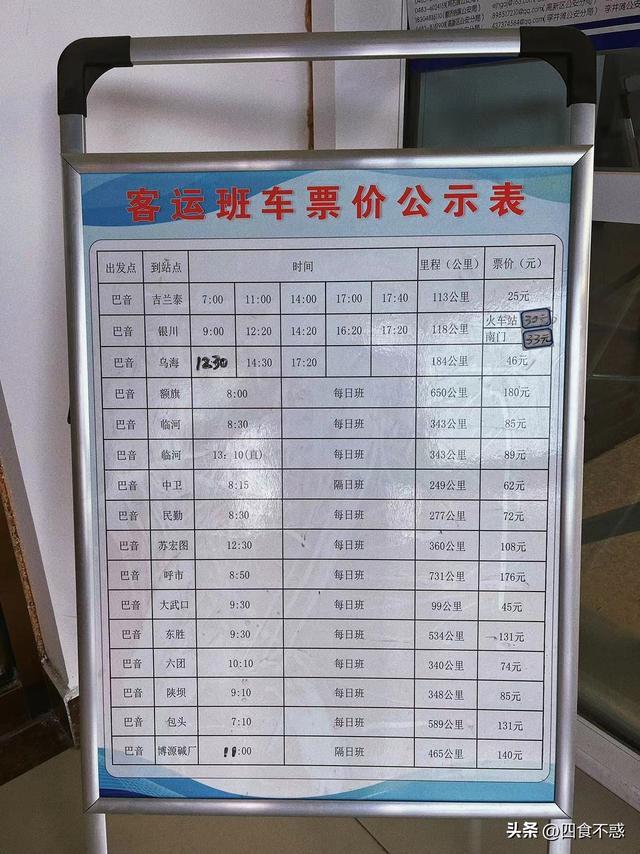 客运班车票价公示表
出发点 到站点 时间 里程（公里） 票价（元）
巴音 吉兰泰 7:00 11:00 14:00 17:00 17:40 113公里 25元
巴音 银川 9:00 12:20 14:20 16:20 17:20 118公里 火车站 30元
南门 33元
巴音 乌海 12:30 14:30 17:20 184公里 46元
巴音 额旗 8:00 每日班 650公里 180元
巴音 临河 8:30 每日班 343公里 85元
巴音 临河 13：10(直) 每日班 343公里 89元
巴音 中卫 8:15 隔日班 249公里 62元
巴音 民勤 8:30 每日班 277公里 72元
巴音 苏宏图 12:30 每日班 360公里 108元
巴音 呼市 8:50 每日班 731公里 176元
巴音 大武口 9:30 每日班 99公里 45元
巴音 东胜 9:30 每日班 534公里 131元
巴音 六团 10:10 每日班 340公里 74元
巴音 陕坝 9:10 每日班 348公里 85元
巴音 包头 7:10 每日班 589公里 131元
巴音 博源碱厂 11:00 隔日班 465公里 140元
头条 @四食不惑